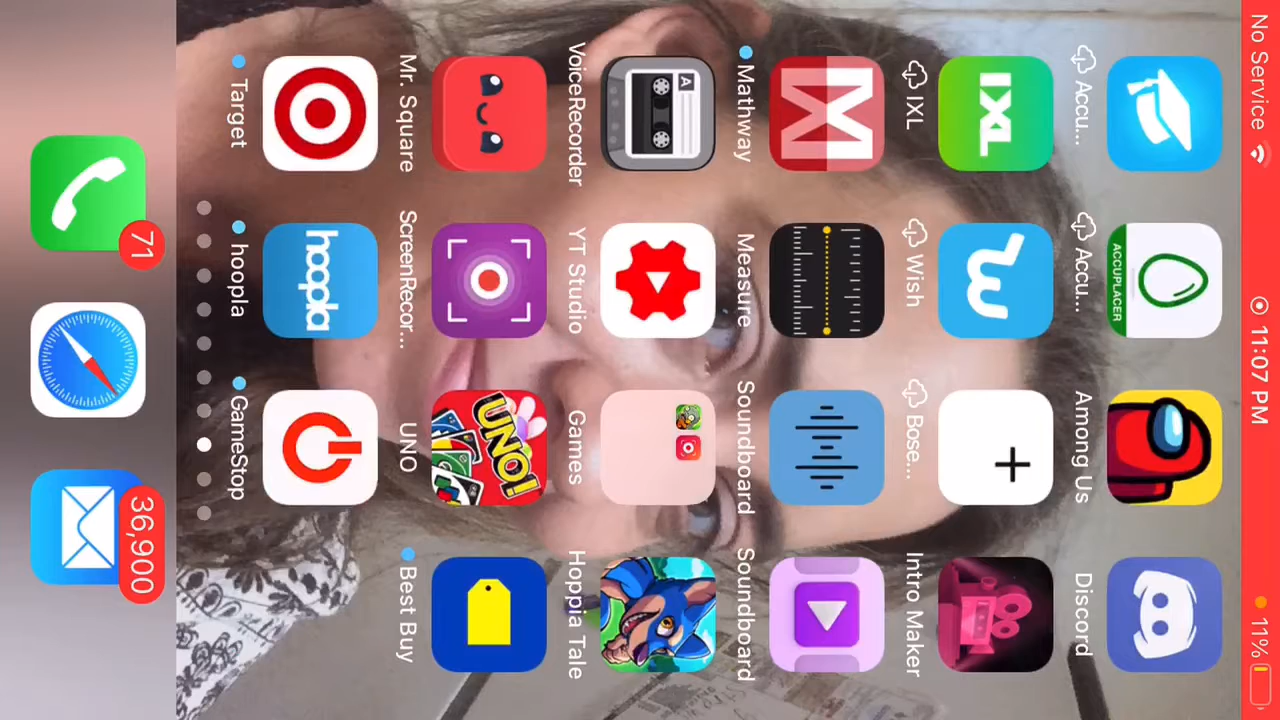 No Service 11:07 PM 11%
ACCUPLACER
Accu... Accu... Among Us Discord
IXL
IXL Wish Bose... Intro Maker
Mathway Measure Soundboard Soundboard
A
VoiceRecorder YT Studio Games Hoppia Tale
UNO!
Mr. Square ScreenRecor... UNO Best Buy
hoopla
Target hoopla GameStop
71 36,900